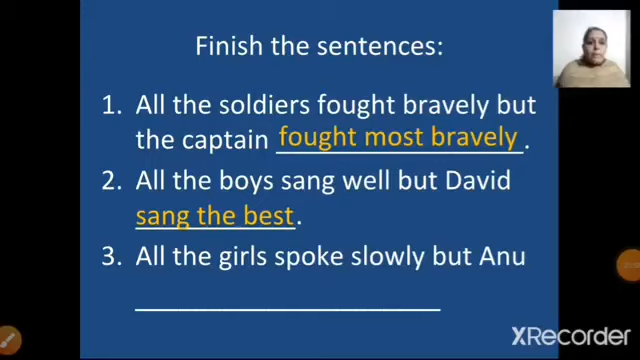 Finish the sentences:
1. All the soldiers fought bravely but
the captain fought most bravely.
2. All the boys sang well but David
sang the best.
3. All the girls spoke slowly but Anu
XRecorder